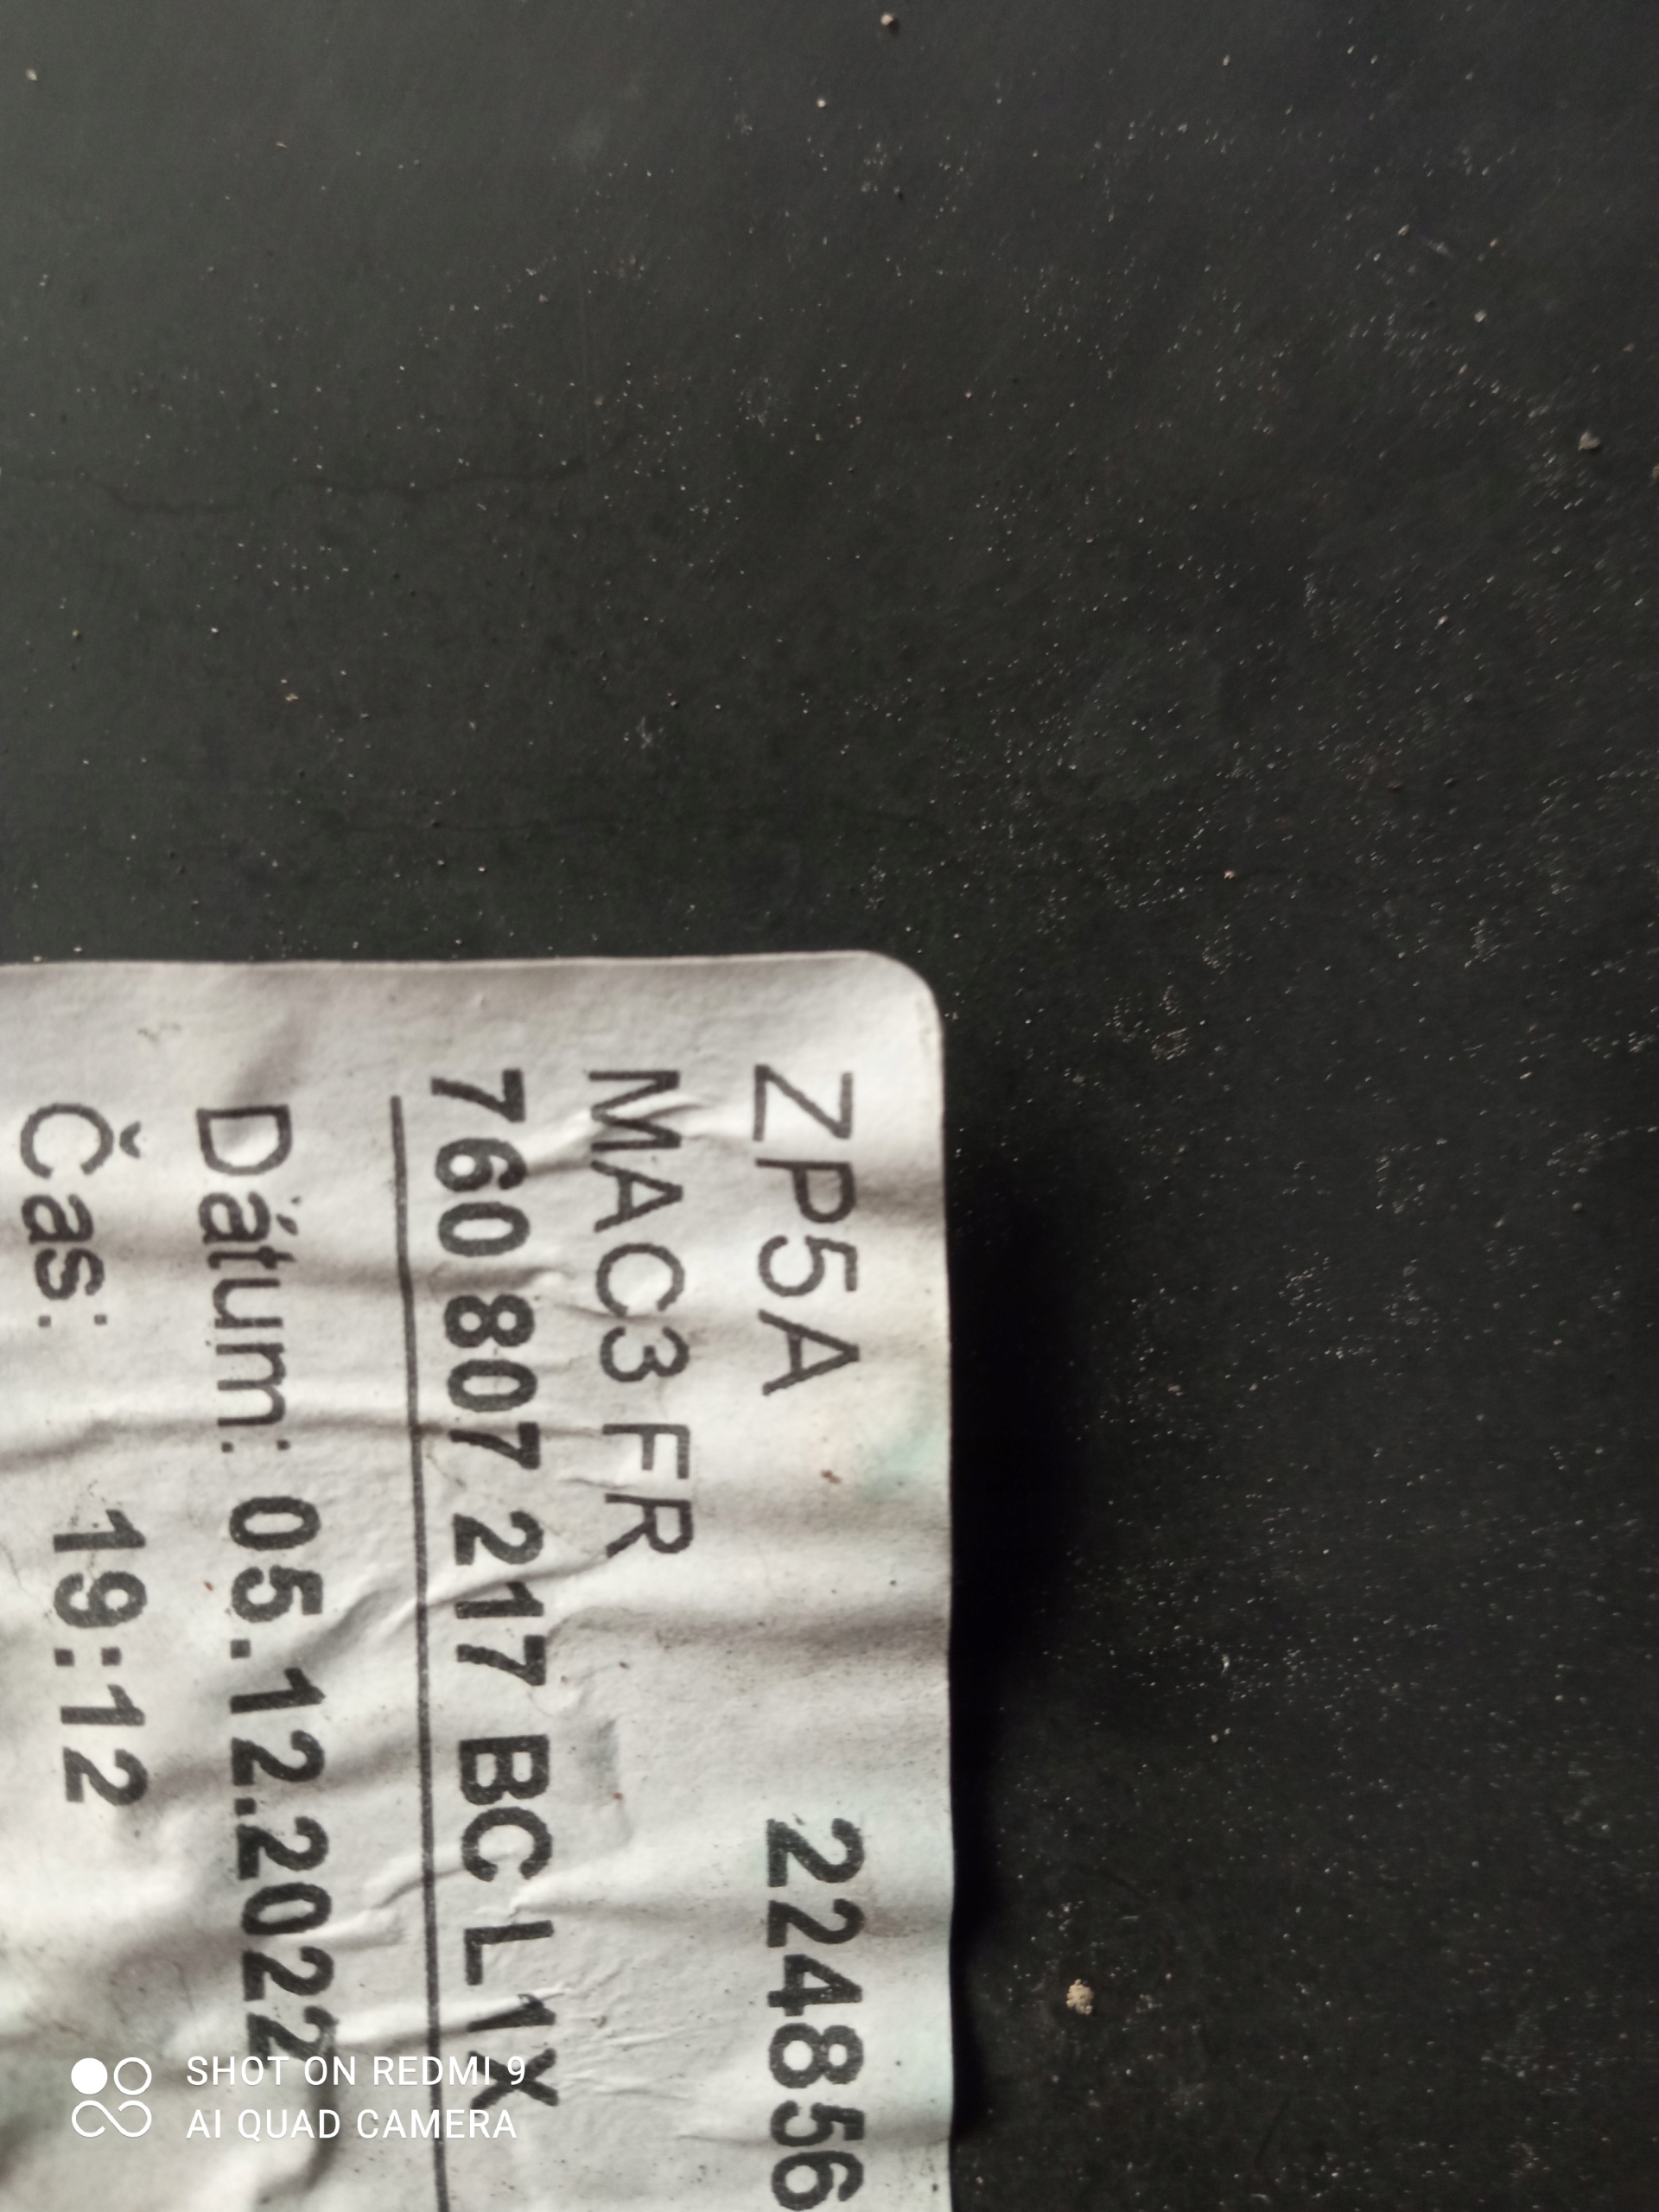 ZP5A 224856
MAC3 FR
760 807 217 BC L1X
Dátum: 05.12.2022
Čas: 19:12
SHOT ON REDMI 9
AI QUAD CAMERA